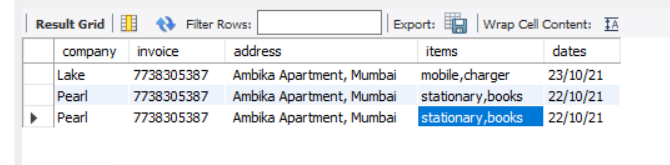 Result Grid Filter Rows: Export: Wrap Cell Content: IA
company invoice address items dates
Lake 7738305387 Ambika Apartment, Mumbai mobile,charger 23/10/21
Pearl 7738305387 Ambika Apartment, Mumbai stationary,books 22/10/21
Pearl 7738305387 Ambika Apartment, Mumbai stationary,books 22/10/21